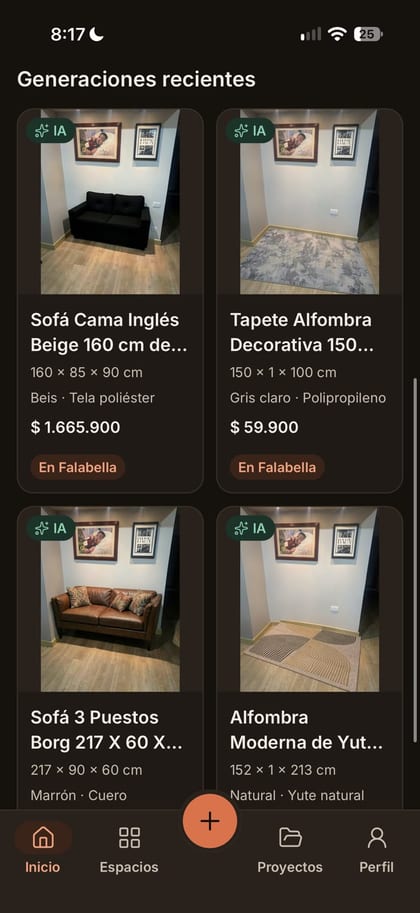 8:17
25
Generaciones recientes
IA
Sofá Cama Inglés
Beige 160 cm de...
160 × 85 × 90 cm
Beis · Tela poliéster
$ 1.665.900
En Falabella
IA
Tapete Alfombra
Decorativa 150...
150 × 1 × 100 cm
Gris claro · Polipropileno
$ 59.900
En Falabella
IA
Sofá 3 Puestos
Borg 217 X 60 X...
217 × 90 × 60 cm
Marrón · Cuero
IA
Alfombra
Moderna de Yut...
152 × 1 × 213 cm
Natural · Yute natural
Inicio
Espacios
Proyectos
Perfil